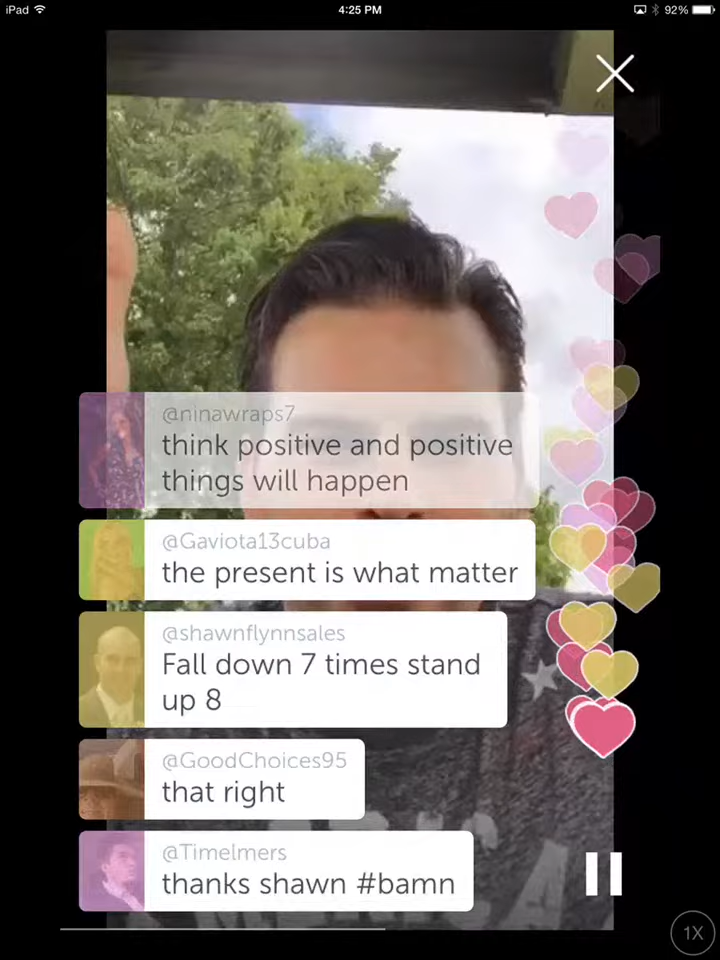 iPad 4:25 PM 92%
@ninawraps7
think positive and positive
things will happen
@Gaviota13cuba
the present is what matter
@shawnflynnsales
Fall down 7 times stand
up 8
@GoodChoices95
that right
@Timelmers
thanks shawn #bamn
1X